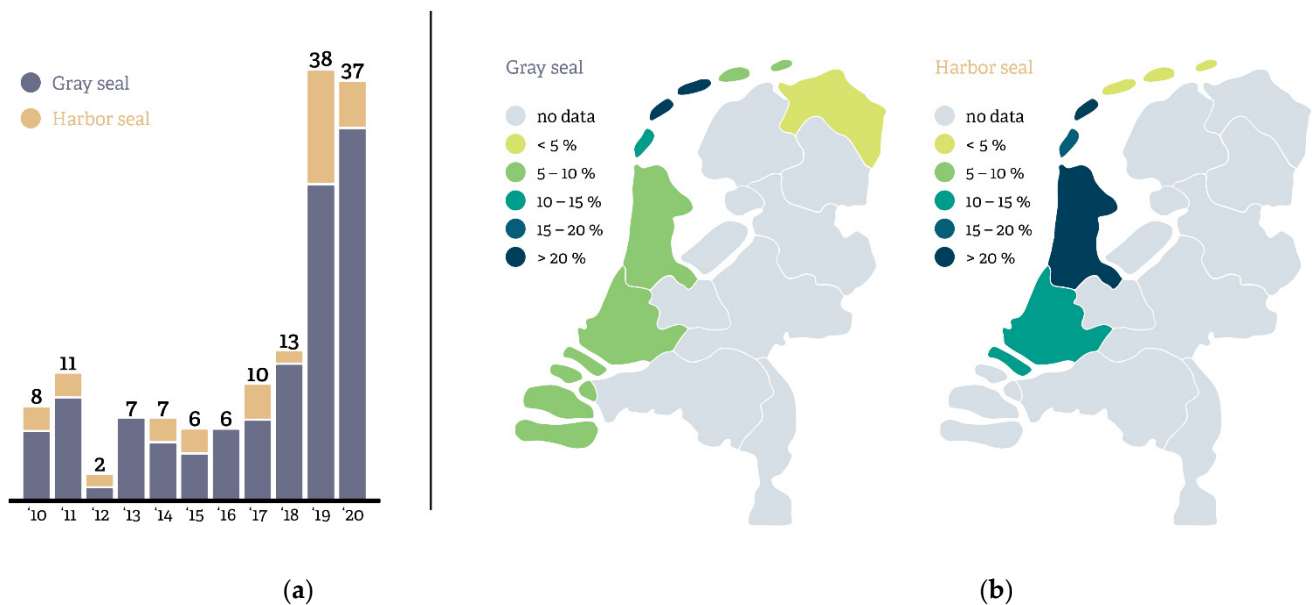 Gray seal
Harbor seal
8
11
2
7
7
6
6
10
13
38
37
‘10
‘11
‘12
‘13
‘14
‘15
‘16
‘17
‘18
‘19
‘20
(a)
Gray seal
no data
< 5 %
5 – 10 %
10 – 15 %
15 – 20 %
> 20 %
Harbor seal
no data
< 5 %
5 – 10 %
10 – 15 %
15 – 20 %
> 20 %
(b)